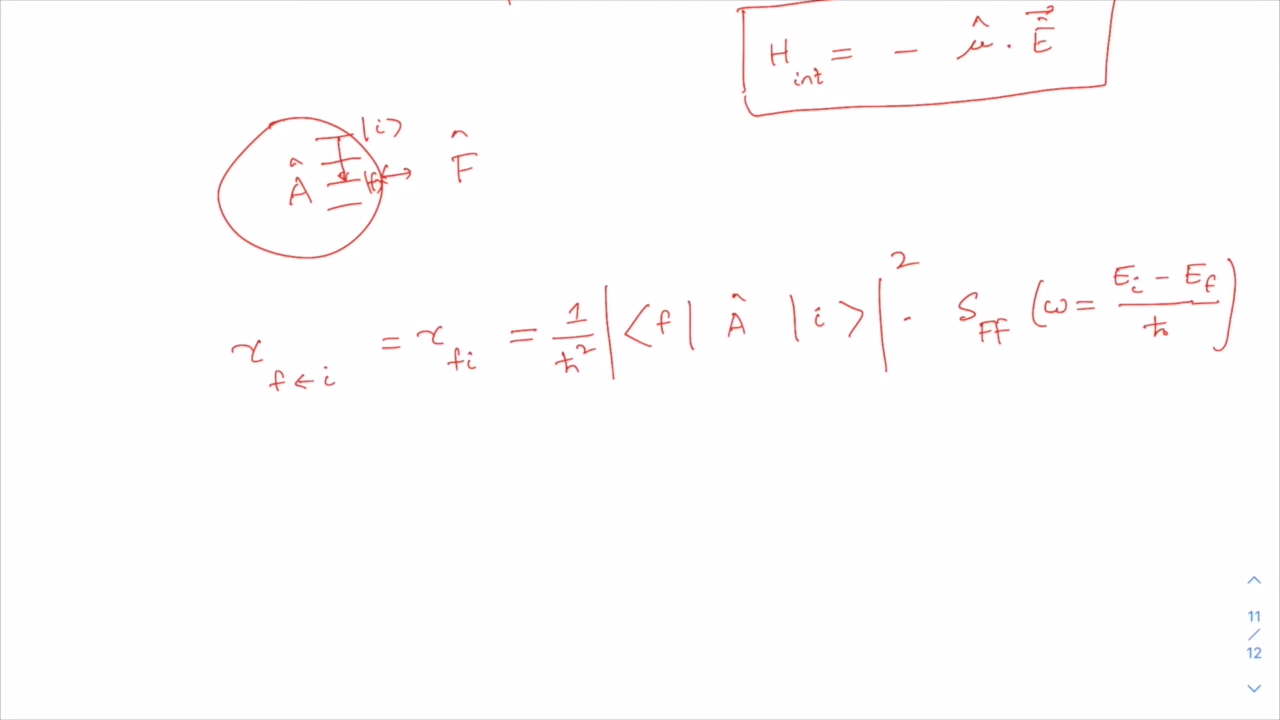 H_int = - μ̂ . Ê⃗
|i>
Â |f> ↔ F̂
r_{f←i} = r_{fi} = 1/ħ² |<f| Â |i>|² . S_FF (ω = (E_i - E_f)/ħ)
11
/
12